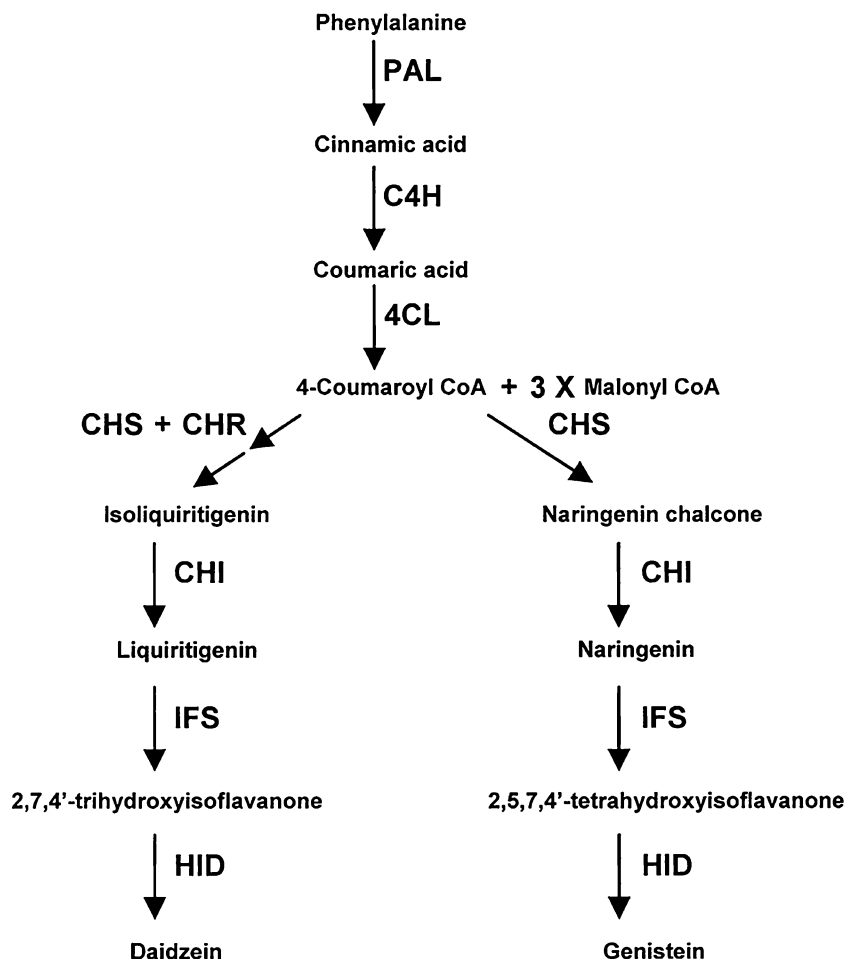 Phenylalanine
PAL
Cinnamic acid
C4H
Coumaric acid
4CL
4-Coumaroyl CoA + 3 X Malonyl CoA
CHS + CHR
CHS
Isoliquiritigenin
Naringenin chalcone
CHI
CHI
Liquiritigenin
Naringenin
IFS
IFS
2,7,4'-trihydroxyisoflavanone
2,5,7,4'-tetrahydroxyisoflavanone
HID
HID
Daidzein
Genistein